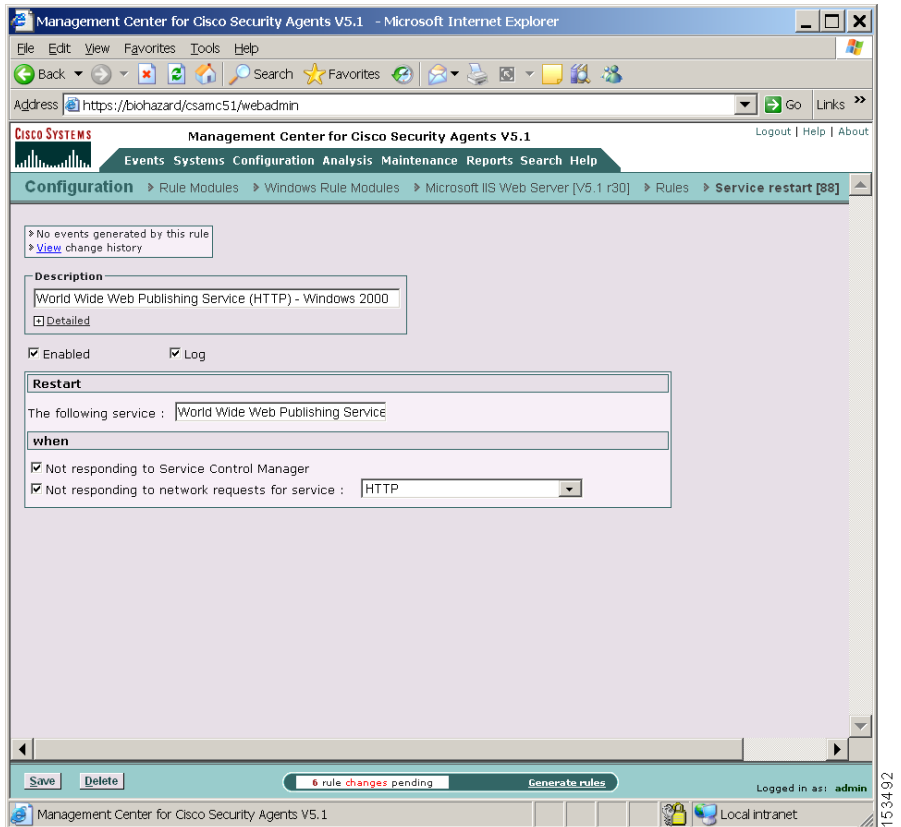 Management Center for Cisco Security Agents V5.1 - Microsoft Internet Explorer
File Edit View Favorites Tools Help
Back Search Favorites
Address https://biohazard/csamc51/webadmin Go Links »
CISCO SYSTEMS Management Center for Cisco Security Agents V5.1 Logout | Help | About
Events Systems Configuration Analysis Maintenance Reports Search Help
Configuration Rule Modules Windows Rule Modules Microsoft IIS Web Server [V5.1 r30] Rules Service restart [88]
No events generated by this rule
View change history
Description
World Wide Web Publishing Service (HTTP) - Windows 2000
Detailed
Enabled Log
Restart
The following service : World Wide Web Publishing Service
when
Not responding to Service Control Manager
Not responding to network requests for service : HTTP
Save Delete 6 rule changes pending Generate rules
Logged in as: admin
Management Center for Cisco Security Agents V5.1 Local intranet
153492